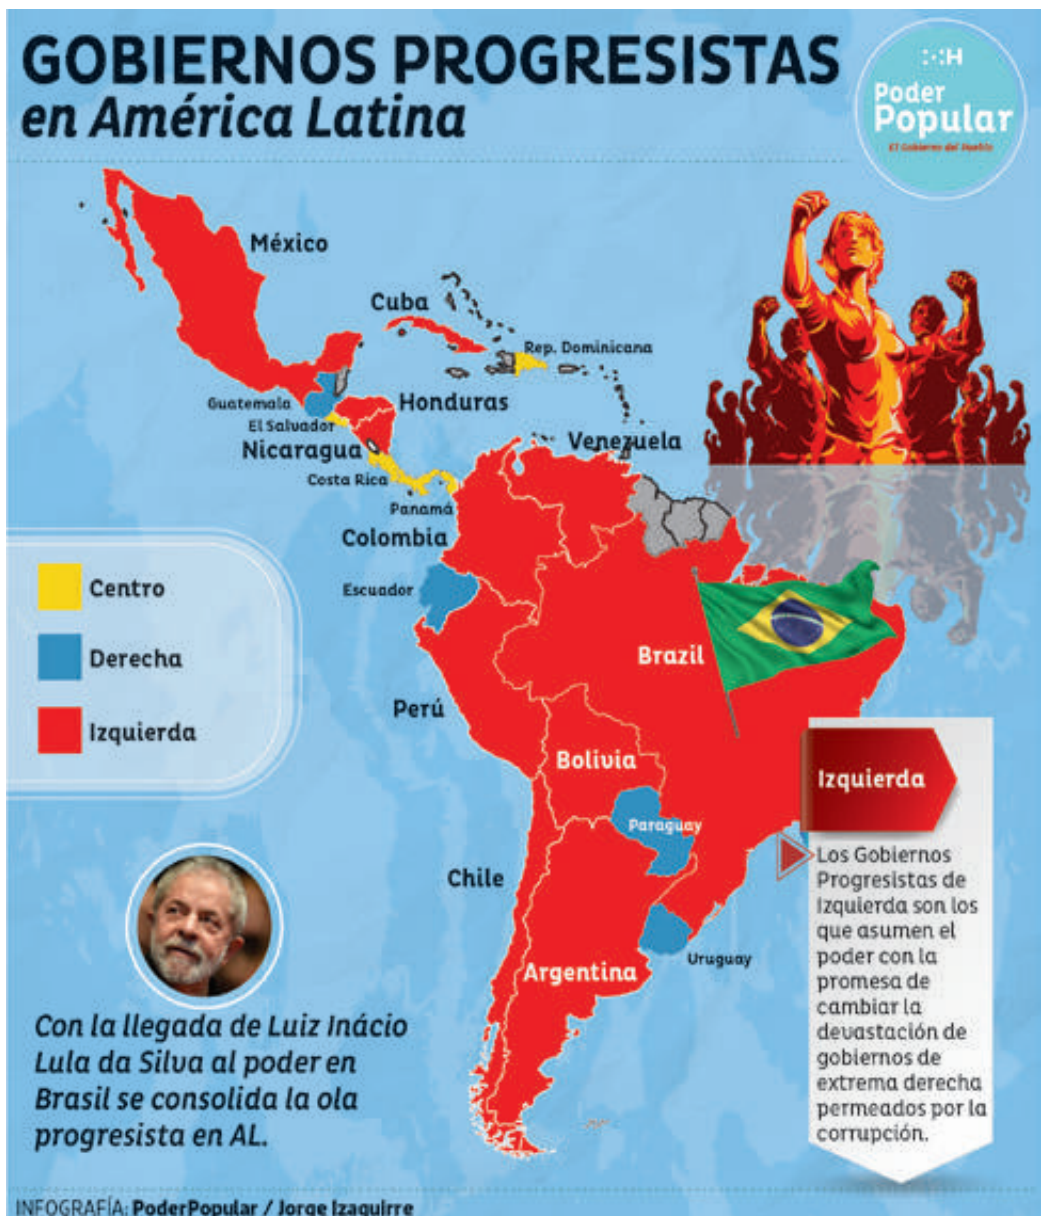 GOBIERNOS PROGRESISTAS
en América Latina
:·:H
Poder
Popular
El Gobierno del Pueblo
México
Cuba
Rep. Dominicana
Guatemala
Honduras
El Salvador
Nicaragua
Venezuela
Costa Rica
Panamá
Colombia
Escuador
Centro
Derecha
Izquierda
Brazil
Perú
Bolivia
Paraguay
Chile
Uruguay
Argentina
Izquierda
Los Gobiernos
Progresistas de
Izquierda son los
que asumen el
poder con la
promesa de
cambiar la
devastación de
gobiernos de
extrema derecha
permeados por la
corrupción.
Con la llegada de Luiz Inácio
Lula da Silva al poder en
Brasil se consolida la ola
progresista en AL.
INFOGRAFÍA: PoderPopular / Jorge Izaguirre